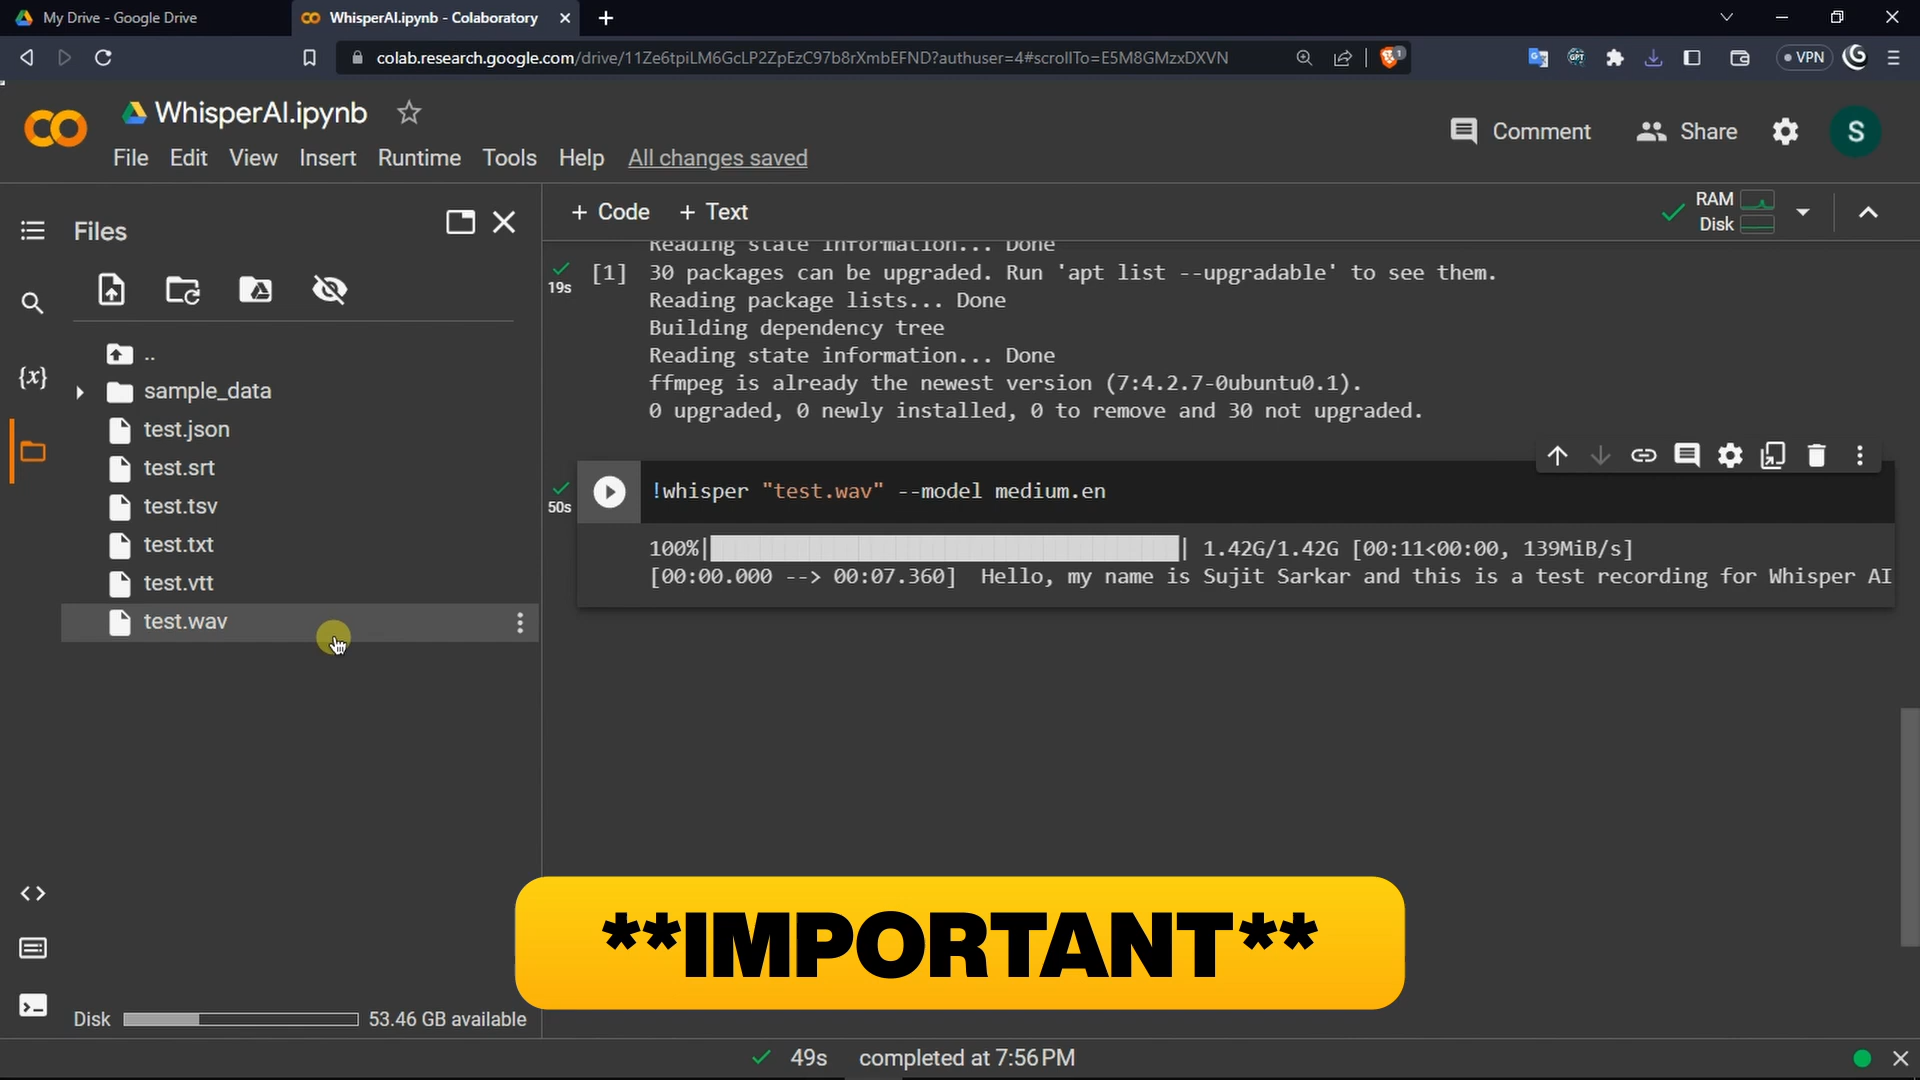 My Drive - Google Drive
WhisperAI.ipynb - Colaboratory
colab.research.google.com/drive/11Ze6tpiLM6GcLP2ZpEzC97b8rXmbEFND?authuser=4#scrollTo=E5M8GMzxDXVN
1
GPT
VPN
WhisperAI.ipynb
Comment
Share
S
File Edit View Insert Runtime Tools Help All changes saved
Files
+ Code + Text
RAM
Disk
{x}
..
sample_data
test.json
test.srt
test.tsv
test.txt
test.vtt
test.wav
Disk 53.46 GB available
Reading state information... Done
19s
[1] 30 packages can be upgraded. Run 'apt list --upgradable' to see them.
Reading package lists... Done
Building dependency tree
Reading state information... Done
ffmpeg is already the newest version (7:4.2.7-0ubuntu0.1).
0 upgraded, 0 newly installed, 0 to remove and 30 not upgraded.
50s
!whisper "test.wav" --model medium.en
100%| | 1.42G/1.42G [00:11<00:00, 139MiB/s]
[00:00.000 --> 00:07.360] Hello, my name is Sujit Sarkar and this is a test recording for Whisper AI
**IMPORTANT**
49s completed at 7:56 PM